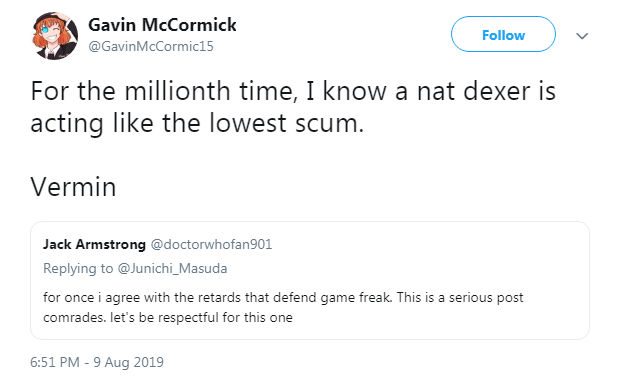 Gavin McCormick
@GavinMcCormic15
Follow
For the millionth time, I know a nat dexer is
acting like the lowest scum.
Vermin
Jack Armstrong @doctorwhofan901
Replying to @Junichi_Masuda
for once i agree with the retards that defend game freak. This is a serious post
comrades. let's be respectful for this one
6:51 PM - 9 Aug 2019